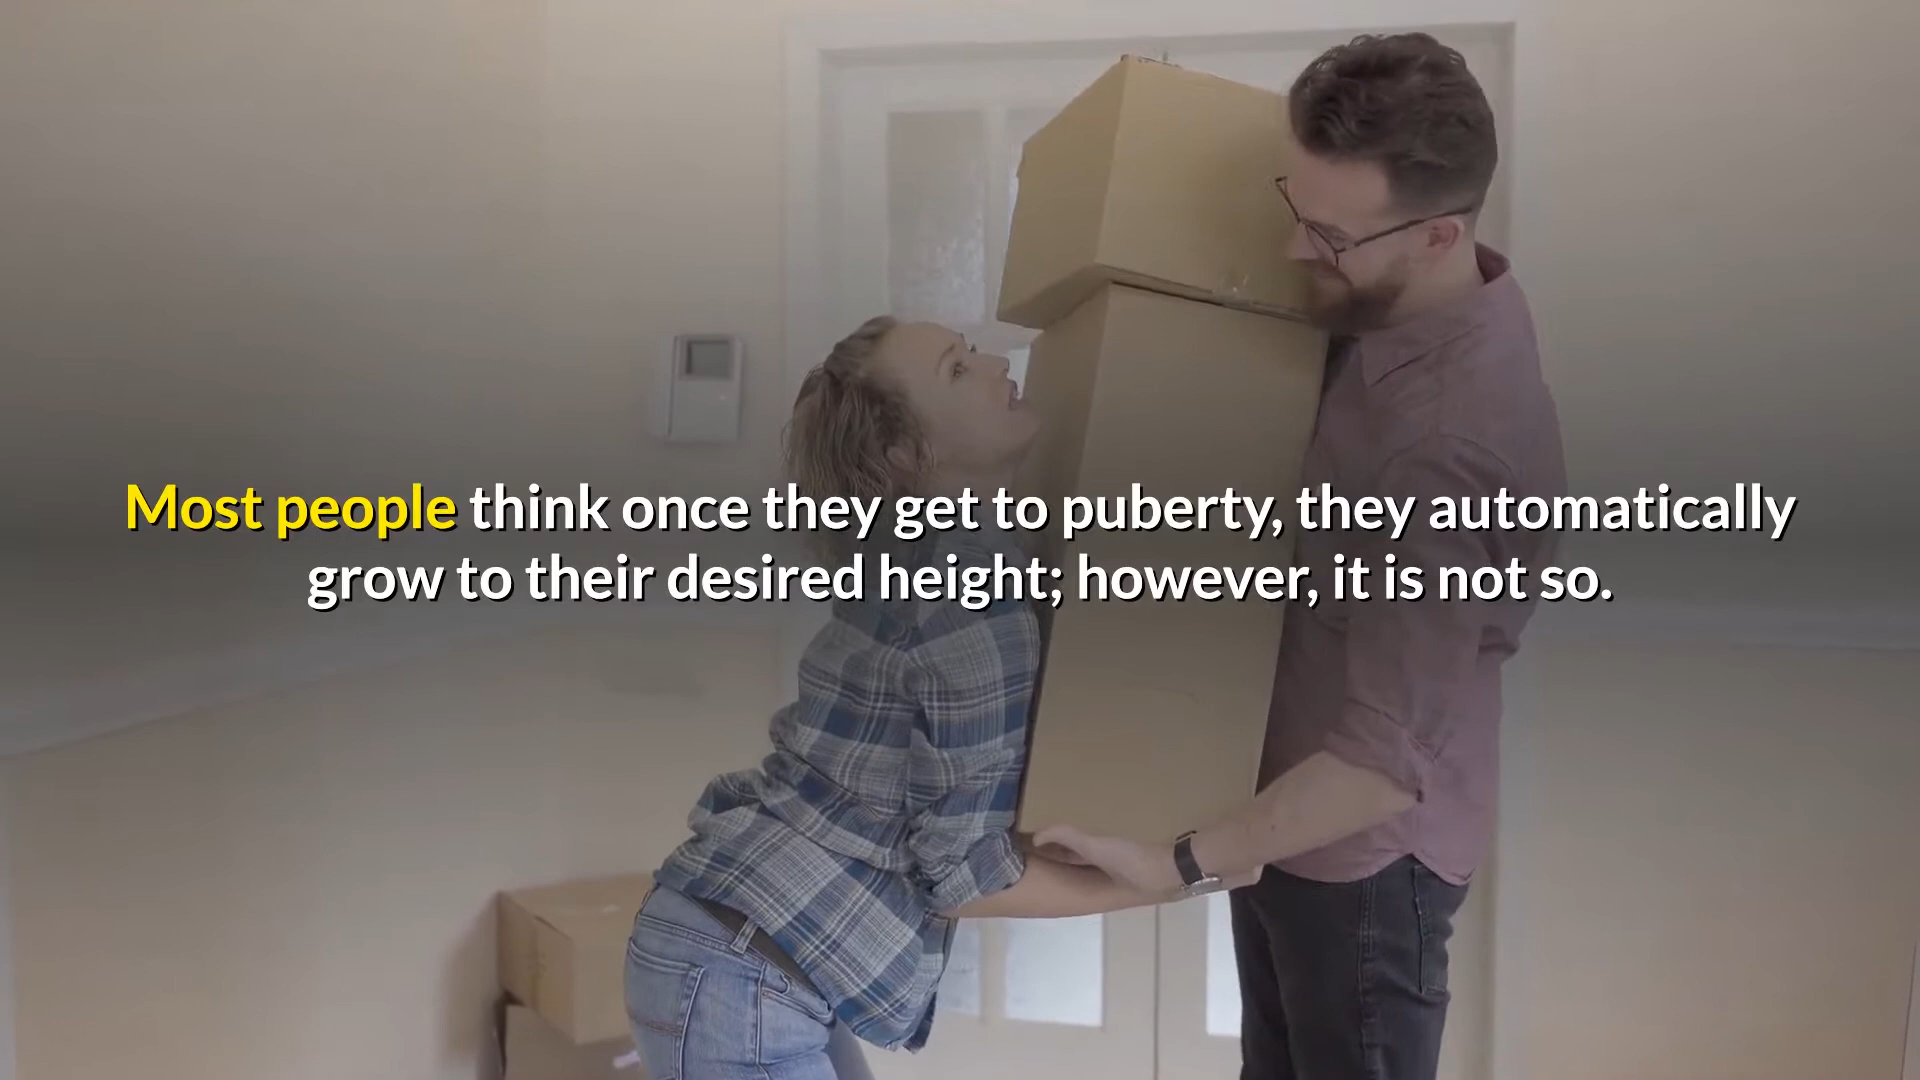 Most people think once they get to puberty, they automatically
grow to their desired height; however, it is not so.